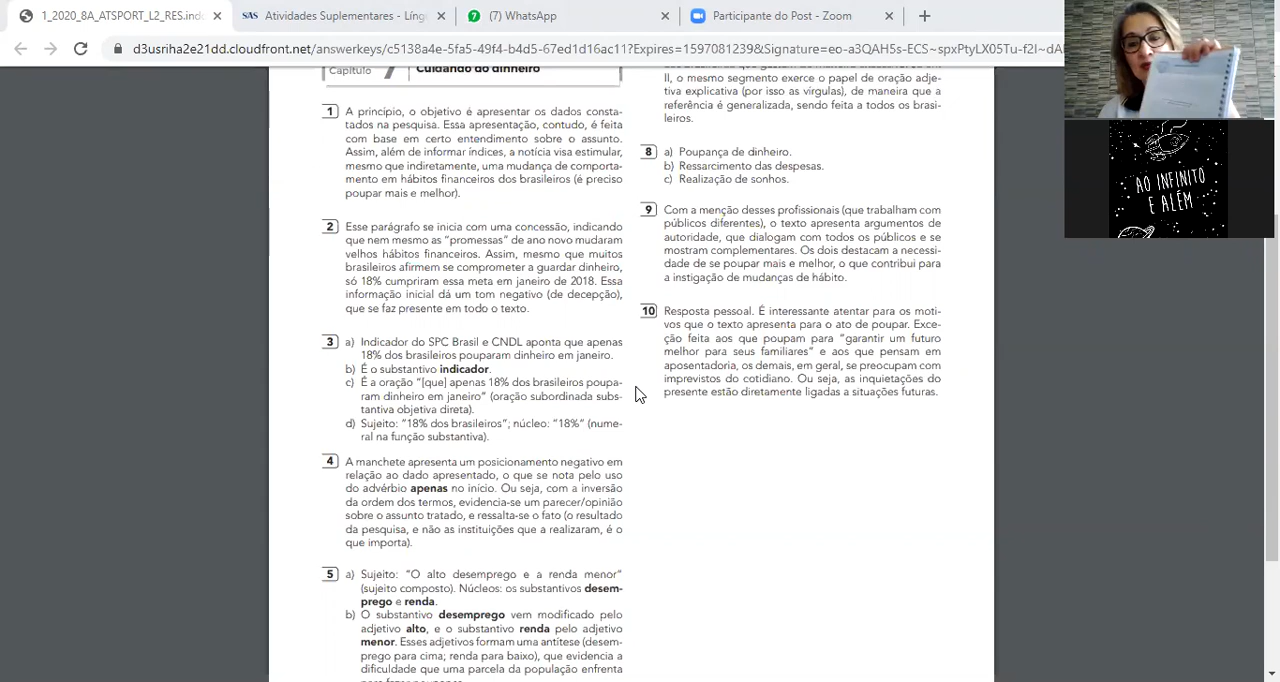 1_2020_8A_ATSPORT_L2_RES.indd
SAS Atividades Suplementares - Líng
(7) WhatsApp
Participante do Post - Zoom
d3usriha2e21dd.cloudfront.net/answerkeys/c5138a4e-5fa5-49f4-b4d5-67ed1d16ac11?Expires=1597081239&Signature=eo-a3QAH5s-ECS~spxPtyLX05Tu-f2I~dA
Capítulo 7 Cuidando do dinheiro
1 A princípio, o objetivo é apresentar os dados consta-
tados na pesquisa. Essa apresentação, contudo, é feita
com base em certo entendimento sobre o assunto.
Assim, além de informar índices, a notícia visa estimular,
mesmo que indiretamente, uma mudança de comporta-
mento em hábitos financeiros dos brasileiros (é preciso
poupar mais e melhor).
2 Esse parágrafo se inicia com uma concessão, indicando
que nem mesmo as “promessas” de ano novo mudaram
velhos hábitos financeiros. Assim, mesmo que muitos
brasileiros afirmem se comprometer a guardar dinheiro,
só 18% cumpriram essa meta em janeiro de 2018. Essa
informação inicial dá um tom negativo (de decepção),
que se faz presente em todo o texto.
3 a) Indicador do SPC Brasil e CNDL aponta que apenas
18% dos brasileiros pouparam dinheiro em janeiro.
b) É o substantivo indicador.
c) É a oração “[que] apenas 18% dos brasileiros poupa-
ram dinheiro em janeiro” (oração subordinada subs-
tantiva objetiva direta).
d) Sujeito: “18% dos brasileiros”; núcleo: “18%” (nume-
ral na função substantiva).
4 A manchete apresenta um posicionamento negativo em
relação ao dado apresentado, o que se nota pelo uso
do advérbio apenas no início. Ou seja, com a inversão
da ordem dos termos, evidencia-se um parecer/opinião
sobre o assunto tratado, e ressalta-se o fato (o resultado
da pesquisa, e não as instituições que a realizaram, é o
que importa).
5 a) Sujeito: “O alto desemprego e a renda menor”
(sujeito composto). Núcleos: os substantivos desem-
prego e renda.
b) O substantivo desemprego vem modificado pelo
adjetivo alto, e o substantivo renda pelo adjetivo
menor. Esses adjetivos formam uma antítese (desem-
prego para cima; renda para baixo), que evidencia a
dificuldade que uma parcela da população enfrenta
II, o mesmo segmento exerce o papel de oração adje-
tiva explicativa (por isso as vírgulas), de maneira que a
referência é generalizada, sendo feita a todos os brasi-
leiros.
8 a) Poupança de dinheiro.
b) Ressarcimento das despesas.
c) Realização de sonhos.
9 Com a menção desses profissionais (que trabalham com
públicos diferentes), o texto apresenta argumentos de
autoridade, que dialogam com todos os públicos e se
mostram complementares. Os dois destacam a necessi-
dade de se poupar mais e melhor, o que contribui para
a instigação de mudanças de hábito.
10 Resposta pessoal. É interessante atentar para os moti-
vos que o texto apresenta para o ato de poupar. Exce-
ção feita aos que poupam para “garantir um futuro
melhor para seus familiares” e aos que pensam em
aposentadoria, os demais, em geral, se preocupam com
imprevistos do cotidiano. Ou seja, as inquietações do
presente estão diretamente ligadas a situações futuras.
AO INFINITO
E ALÉM